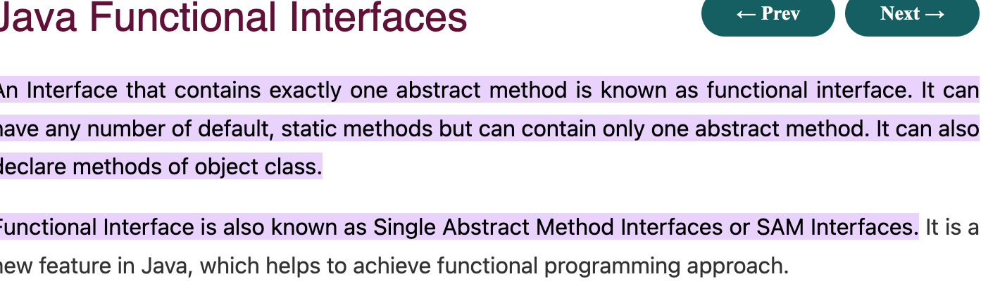 Java Functional Interfaces
← Prev
Next →
An Interface that contains exactly one abstract method is known as functional interface. It can
have any number of default, static methods but can contain only one abstract method. It can also
declare methods of object class.
Functional Interface is also known as Single Abstract Method Interfaces or SAM Interfaces. It is a
new feature in Java, which helps to achieve functional programming approach.